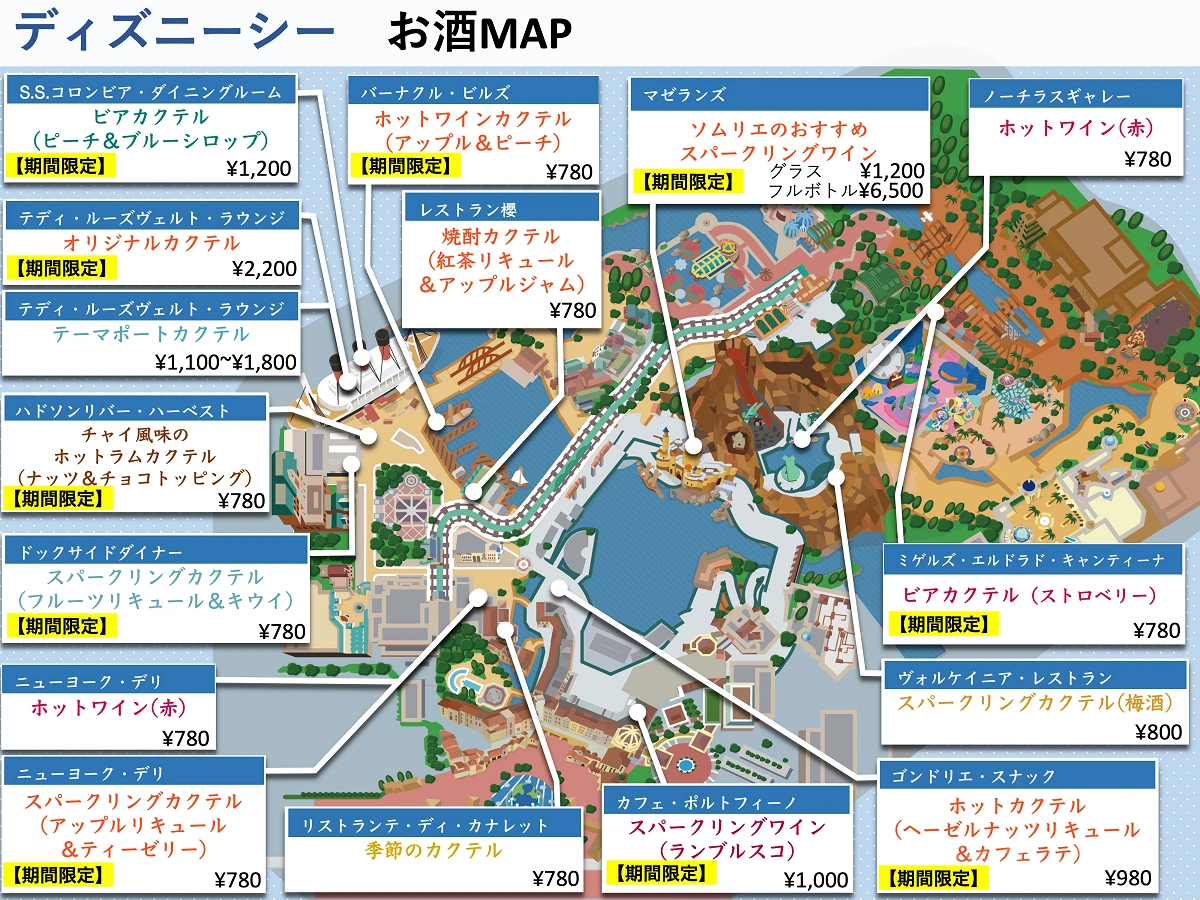 ディズニーシー お酒MAP
S.S.コロンビア・ダイニングルーム
ビアカクテル
(ピーチ＆ブルーシロップ)
【期間限定】
¥1,200
バーナクル・ビルズ
ホットワインカクテル
(アップル＆ピーチ)
【期間限定】
¥780
マゼランズ
ソムリエのおすすめ
スパークリングワイン
【期間限定】
グラス ¥1,200
フルボトル¥6,500
ノーチラスギャレー
ホットワイン(赤)
¥780
テディ・ルーズヴェルト・ラウンジ
オリジナルカクテル
【期間限定】
¥2,200
レストラン櫻
焼酎カクテル
(紅茶リキュール
＆アップルジャム)
¥780
テディ・ルーズヴェルト・ラウンジ
テーマポートカクテル
¥1,100~¥1,800
ハドソンリバー・ハーベスト
チャイ風味の
ホットラムカクテル
(ナッツ＆チョコトッピング)
【期間限定】
¥780
ドックサイドダイナー
スパークリングカクテル
(フルーツリキュール＆キウイ)
【期間限定】
¥780
ミゲルズ・エルドラド・キャンティーナ
ビアカクテル（ストロベリー）
【期間限定】
¥780
ニューヨーク・デリ
ホットワイン(赤)
¥780
ヴォルケイニア・レストラン
スパークリングカクテル(梅酒)
¥800
ニューヨーク・デリ
スパークリングカクテル
(アップルリキュール
＆ティーゼリー)
【期間限定】
¥780
リストランテ・ディ・カナレット
季節のカクテル
¥780
カフェ・ポルトフィーノ
スパークリングワイン
(ランブルスコ)
【期間限定】
¥1,000
ゴンドリエ・スナック
ホットカクテル
(ヘーゼルナッツリキュール
＆カフェラテ)
【期間限定】
¥980